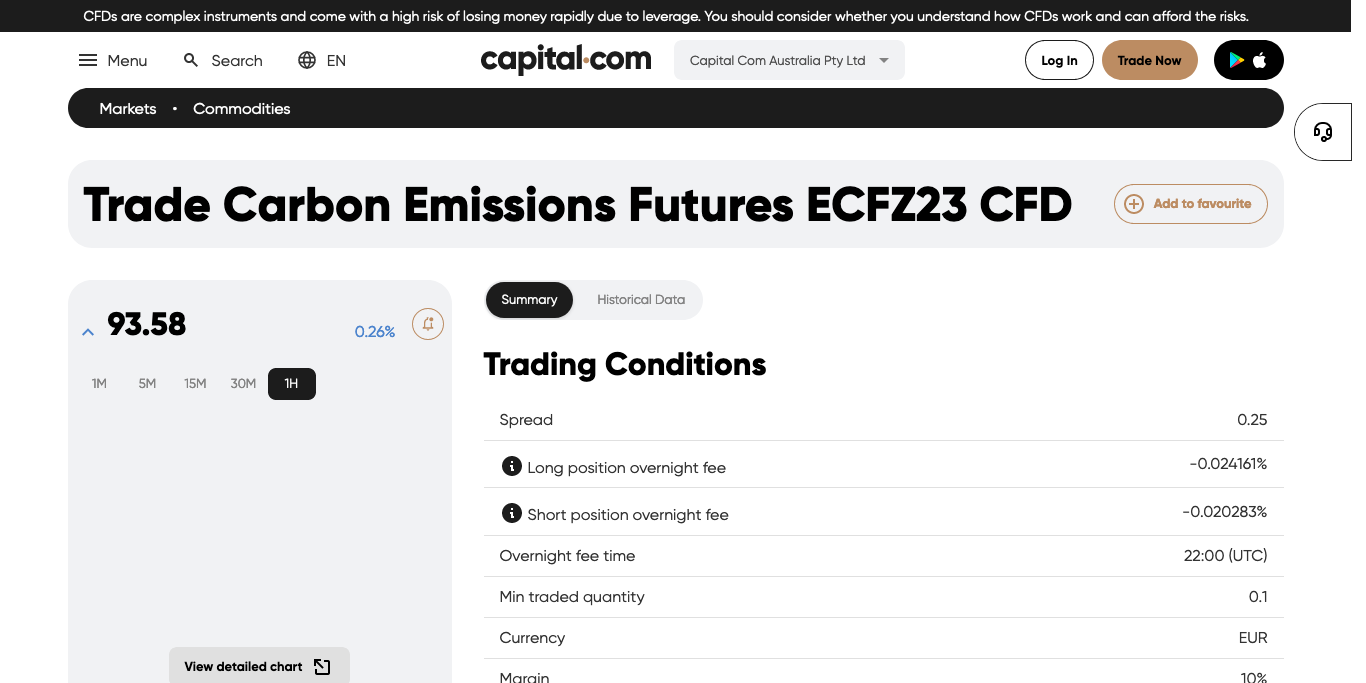 CFDs are complex instruments and come with a high risk of losing money rapidly due to leverage. You should consider whether you understand how CFDs work and can afford the risks.
Menu Search EN capital.com Capital Com Australia Pty Ltd Log In Trade Now
Markets • Commodities
Trade Carbon Emissions Futures ECFZ23 CFD Add to favourite
93.58 0.26%
1M 5M 15M 30M 1H
View detailed chart
Summary Historical Data
Trading Conditions
Spread 0.25
Long position overnight fee -0.024161%
Short position overnight fee -0.020283%
Overnight fee time 22:00 (UTC)
Min traded quantity 0.1
Currency EUR
Margin 10%